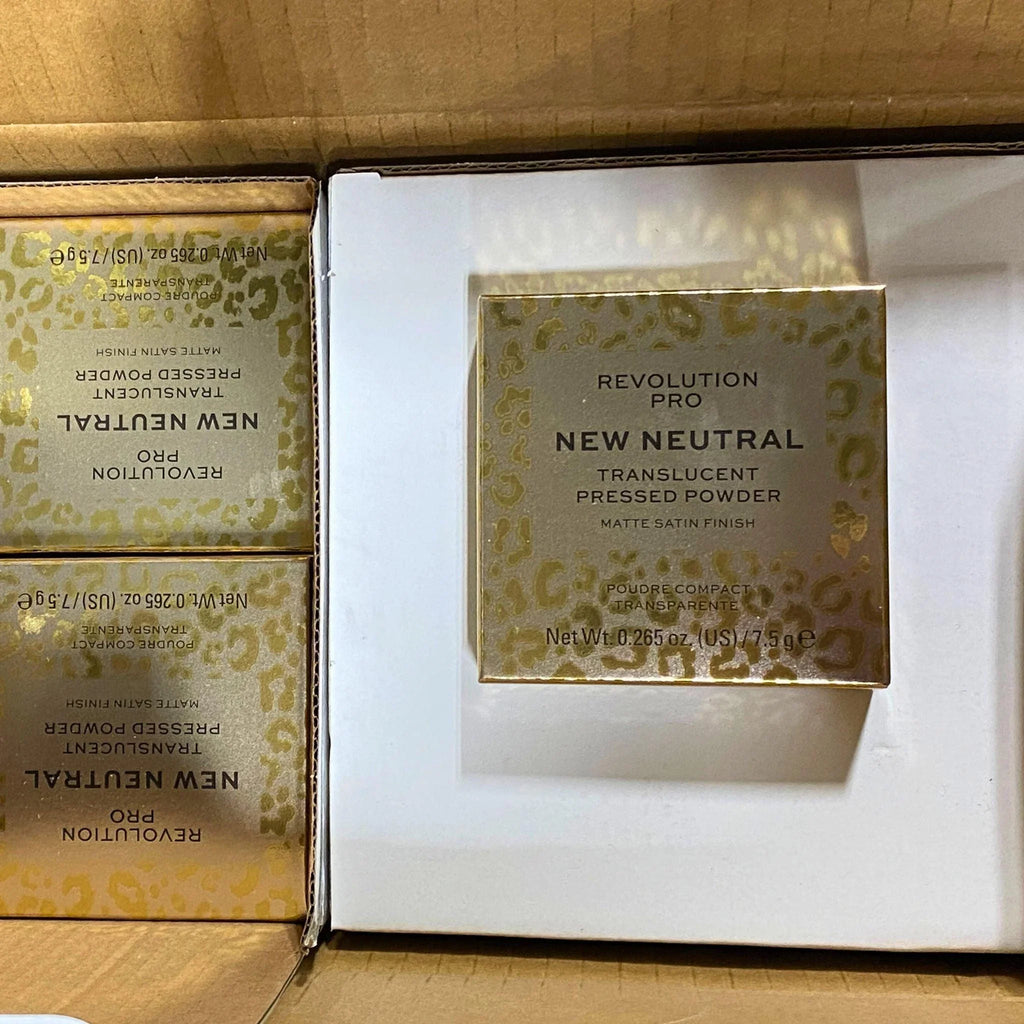 Net Wt. 0.265 oz. (US) / 7.5 g e
POUDRE COMPACT
TRANSPARENTE
MATTE SATIN FINISH
PRESSED POWDER
TRANSLUCENT
NEW NEUTRAL
PRO
REVOLUTION
Net Wt. 0.265 oz. (US) / 7.5 g e
POUDRE COMPACT
TRANSPARENTE
MATTE SATIN FINISH
PRESSED POWDER
TRANSLUCENT
NEW NEUTRAL
PRO
REVOLUTION
REVOLUTION
PRO
NEW NEUTRAL
TRANSLUCENT
PRESSED POWDER
MATTE SATIN FINISH
POUDRE COMPACT
TRANSPARENTE
Net Wt. 0.265 oz. (US) / 7.5 g e